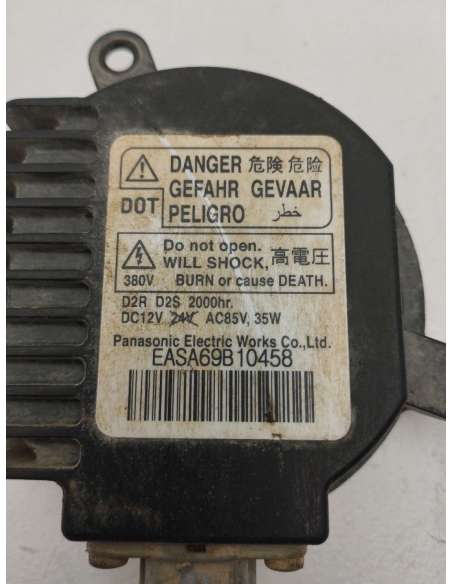 DANGER 危険 危险
GEFAHR GEVAAR
DOT PELIGRO خطر
Do not open.
WILL SHOCK, 高電圧
380V BURN or cause DEATH.
D2R D2S 2000hr.
DC12V 24V AC85V, 35W
Panasonic Electric Works Co.,Ltd.
EASA69B10458